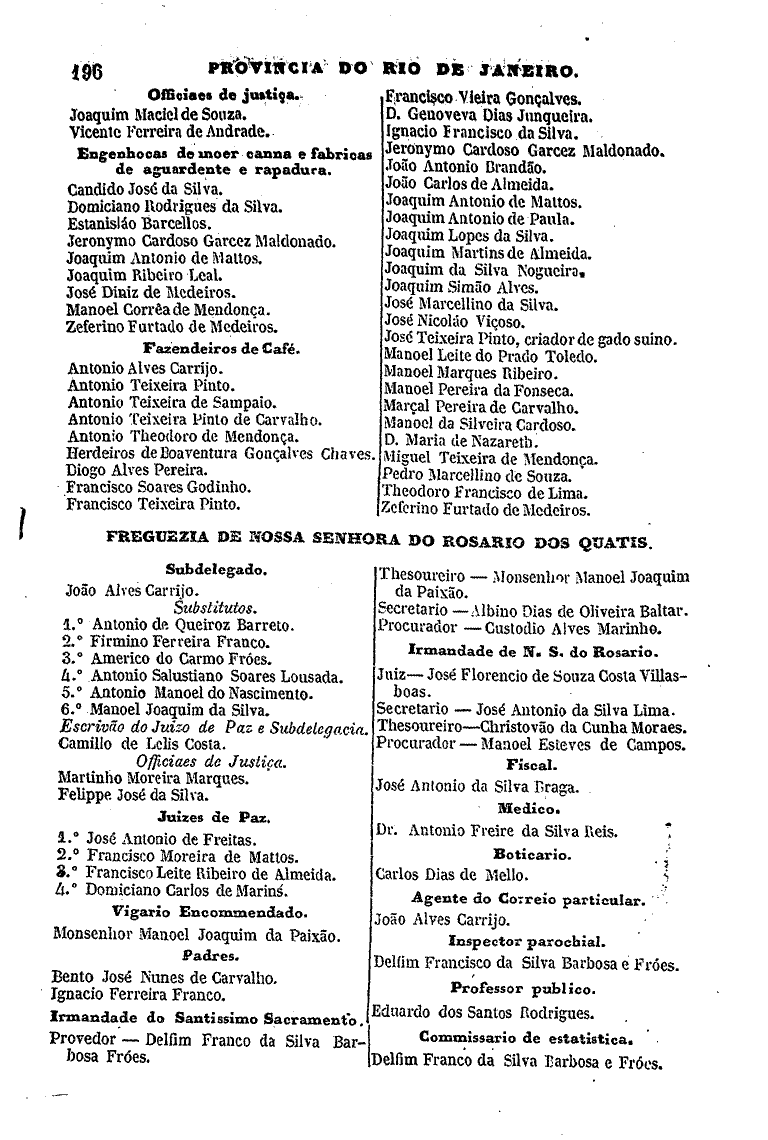 196 PROVINCIA DO RIO DE JANEIRO.
Officiaes de justiça.
Joaquim Maciel de Souza.
Vicente Ferreira de Andrade.
Engenhocas de moer canna e fabricas
de aguardente e rapadura.
Candido José da Silva.
Domiciano Rodrigues da Silva.
Estanisláo Barcellos.
Jeronymo Cardoso Garcez Maldonado.
Joaquim Antonio de Mattos.
Joaquim Ribeiro Leal.
José Diniz de Medeiros.
Manoel Corrêa de Mendonça.
Zeferino Furtado de Medeiros.
Fazendeiros de Café.
Antonio Alves Carrijo.
Antonio Teixeira Pinto.
Antonio Teixeira de Sampaio.
Antonio Teixeira Pinto de Carvalho.
Antonio Theodoro de Mendonça.
Herdeiros de Boaventura Gonçalves Chaves.
Diogo Alves Pereira.
Francisco Soares Godinho.
Francisco Teixeira Pinto.
Francisco Vieira Gonçalves.
D. Genoveva Dias Junqueira.
Ignacio Francisco da Silva.
Jeronymo Cardoso Garcez Maldonado.
João Antonio Brandão.
João Carlos de Almeida.
Joaquim Antonio de Mattos.
Joaquim Antonio de Paula.
Joaquim Lopes da Silva.
Joaquim Martins de Almeida.
Joaquim da Silva Nogueira.
Joaquim Simão Alves.
José Marcellino da Silva.
José Nicoláo Viçoso.
José Teixeira Pinto, criador de gado suino.
Manoel Leite do Prado Toledo.
Manoel Marques Ribeiro.
Manoel Pereira da Fonseca.
Marçal Pereira de Carvalho.
Manoel da Silveira Cardoso.
D. Maria de Nazareth.
Miguel Teixeira de Mendonça.
Pedro Marcellino de Souza.
Theodoro Francisco de Lima.
Zeferino Furtado de Medeiros.
FREGUEZIA DE NOSSA SENHORA DO ROSARIO DOS QUATIS.
Subdelegado.
João Alves Carrijo.
Substitutos.
1.º Antonio de Queiroz Barreto.
2.º Firmino Ferreira Franco.
3.º Americo do Carmo Fróes.
4.º Antonio Salustiano Soares Lousada.
5.º Antonio Manoel do Nascimento.
6.º Manoel Joaquim da Silva.
Escrivão do Juizo de Paz e Subdelegacia.
Camillo de Lelis Costa.
Officiaes de Justiça.
Martinho Moreira Marques.
Felippe José da Silva.
Juizes de Paz.
1.º José Antonio de Freitas.
2.º Francisco Moreira de Mattos.
3.º Francisco Leite Ribeiro de Almeida.
4.º Domiciano Carlos de Marins.
Vigario Encommendado.
Monsenhor Manoel Joaquim da Paixão.
Padres.
Bento José Nunes de Carvalho.
Ignacio Ferreira Franco.
Irmandade do Santissimo Sacramento.
Provedor — Delfim Franco da Silva Bar-
bosa Fróes.
Thesoureiro — Monsenhor Manoel Joaquim
da Paixão.
Secretario — Albino Dias de Oliveira Baltar.
Procurador — Custodio Alves Marinho.
Irmandade de N. S. do Rosario.
Juiz — José Florencio de Souza Costa Villas-
boas.
Secretario — José Antonio da Silva Lima.
Thesoureiro — Christovão da Cunha Moraes.
Procurador — Manoel Esteves de Campos.
Fiscal.
José Antonio da Silva Braga.
Medico.
Dr. Antonio Freire da Silva Reis.
Boticario.
Carlos Dias de Mello.
Agente do Correio particular.
João Alves Carrijo.
Inspector parochial.
Delfim Francisco da Silva Barbosa e Fróes.
Professor publico.
Eduardo dos Santos Rodrigues.
Commissario de estatistica.
Delfim Franco da Silva Barbosa e Fróes.